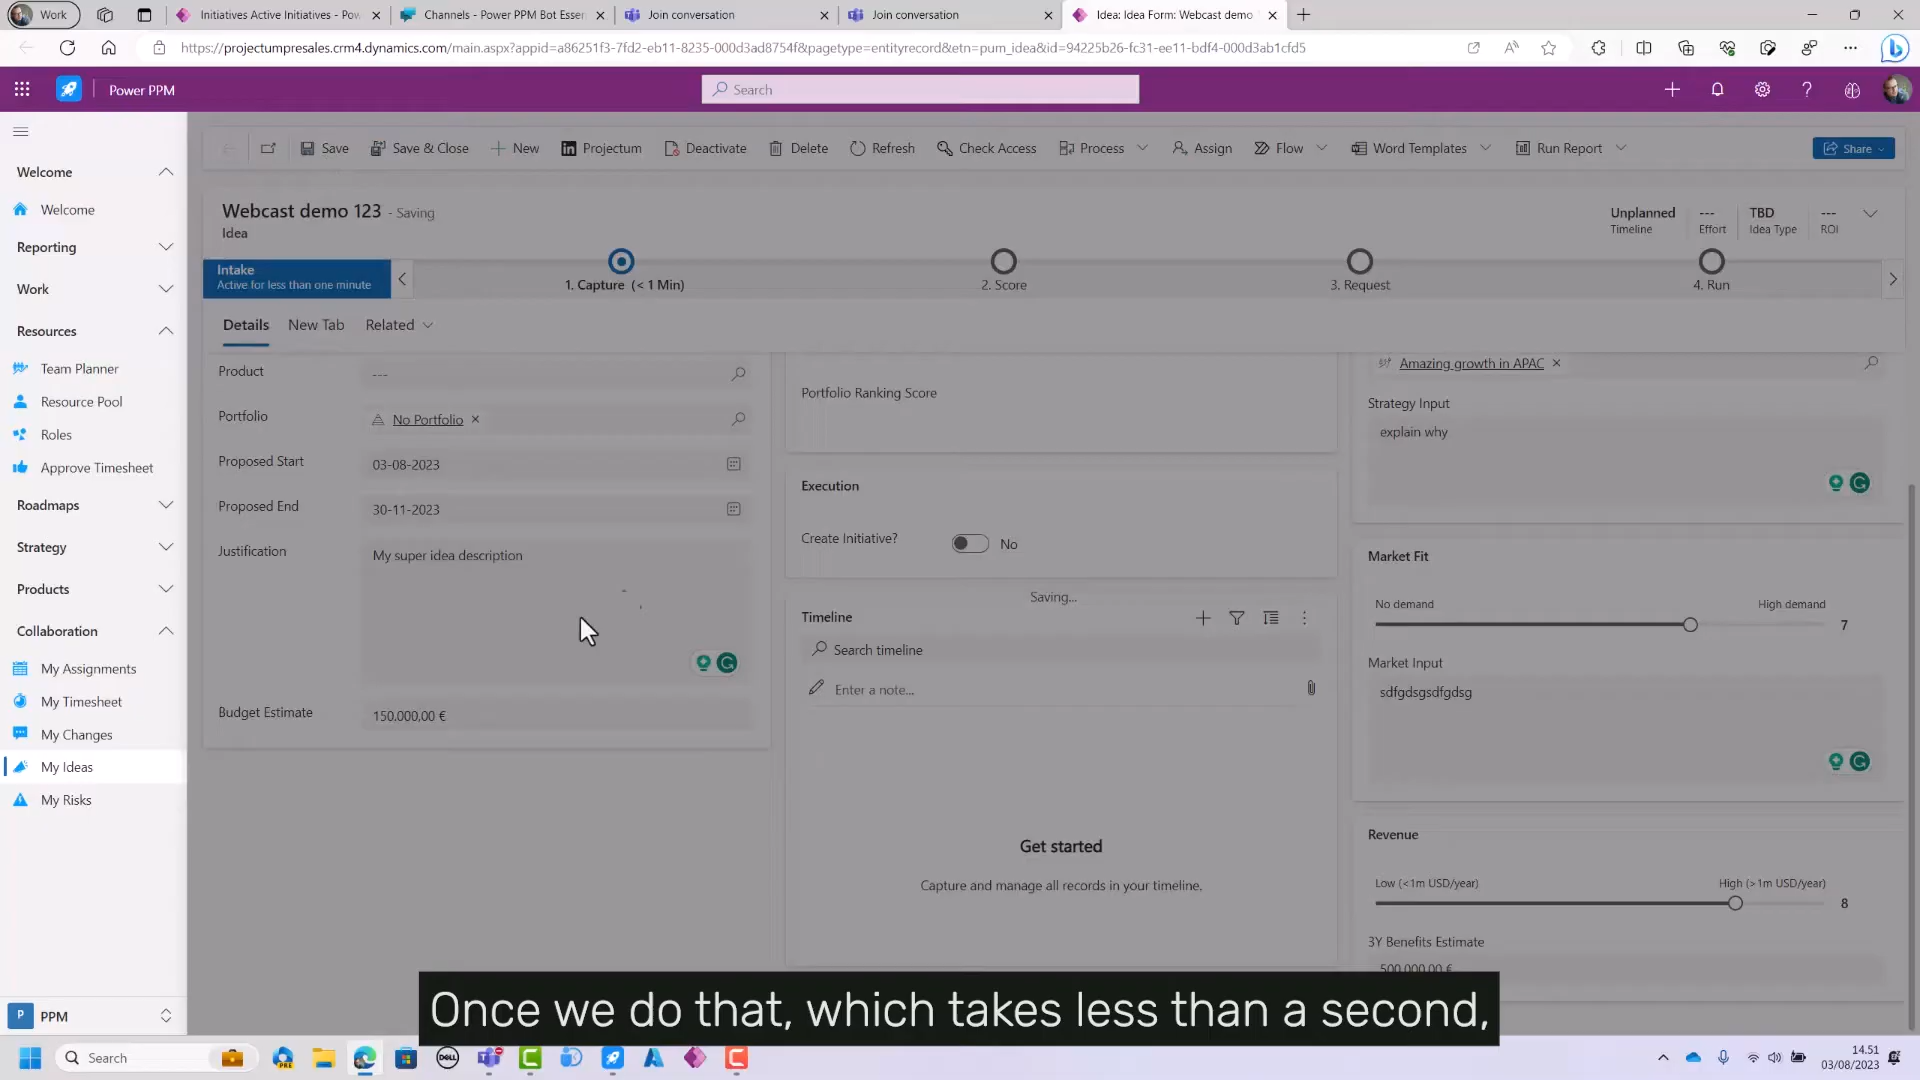 Work
Initiatives Active Initiatives - Pow
Channels - Power PPM Bot Essen
Join conversation
Join conversation
Idea: Idea Form: Webcast demo
https://projectumpresales.crm4.dynamics.com/main.aspx?appid=a86251f3-7fd2-eb11-8235-000d3ad8754f&pagetype=entityrecord&etn=pum_idea&id=94225b26-fc31-ee11-bdf4-000d3ab1cfd5
Power PPM
Search
Save
Save & Close
New
Projectum
Deactivate
Delete
Refresh
Check Access
Process
Assign
Flow
Word Templates
Run Report
Share
Welcome
Welcome
Reporting
Work
Resources
Team Planner
Resource Pool
Roles
Approve Timesheet
Roadmaps
Strategy
Products
Collaboration
My Assignments
My Timesheet
My Changes
My Ideas
My Risks
P PPM
Webcast demo 123 - Saving
Idea
Unplanned
Timeline
---
Effort
TBD
Idea Type
---
ROI
Intake
Active for less than one minute
1. Capture (< 1 Min)
2. Score
3. Request
4. Run
Details
New Tab
Related
Product
---
Portfolio
No Portfolio
Proposed Start
03-08-2023
Proposed End
30-11-2023
Justification
My super idea description
Budget Estimate
150.000,00 €
Portfolio Ranking Score
Execution
Create Initiative?
No
Saving...
Timeline
Search timeline
Enter a note...
Get started
Capture and manage all records in your timeline.
Amazing growth in APAC
Strategy Input
explain why
Market Fit
No demand
High demand
7
Market Input
sdfgdsgsdfgdsg
Revenue
Low (<1m USD/year)
High (>1m USD/year)
8
3Y Benefits Estimate
500.000,00 €
Once we do that, which takes less than a second,
Search
PRE
DELL
14.51
03/08/2023